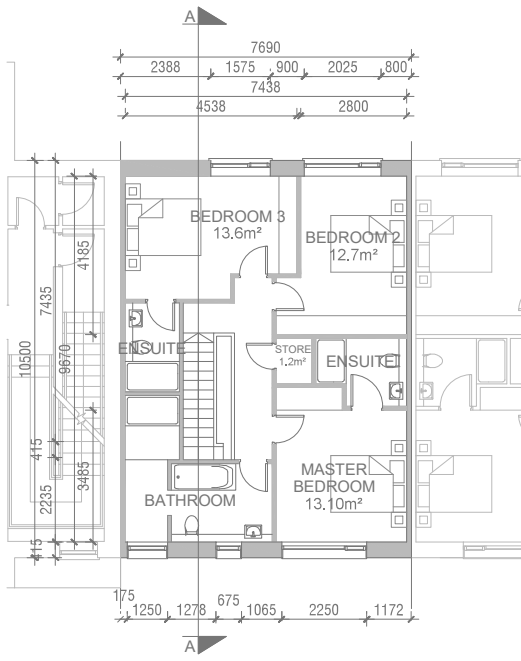 A
7690
2388 1575 900 2025 800
7438
4538 2800
BEDROOM 3
13.6m²
BEDROOM 2
12.7m²
4185
7435
10500
9670
ENSUITE
STORE
1.2m²
ENSUITE
415
3485
2235
MASTER
BEDROOM
13.10m²
BATHROOM
415
175
1250 1278 675 1065 2250 1172
A